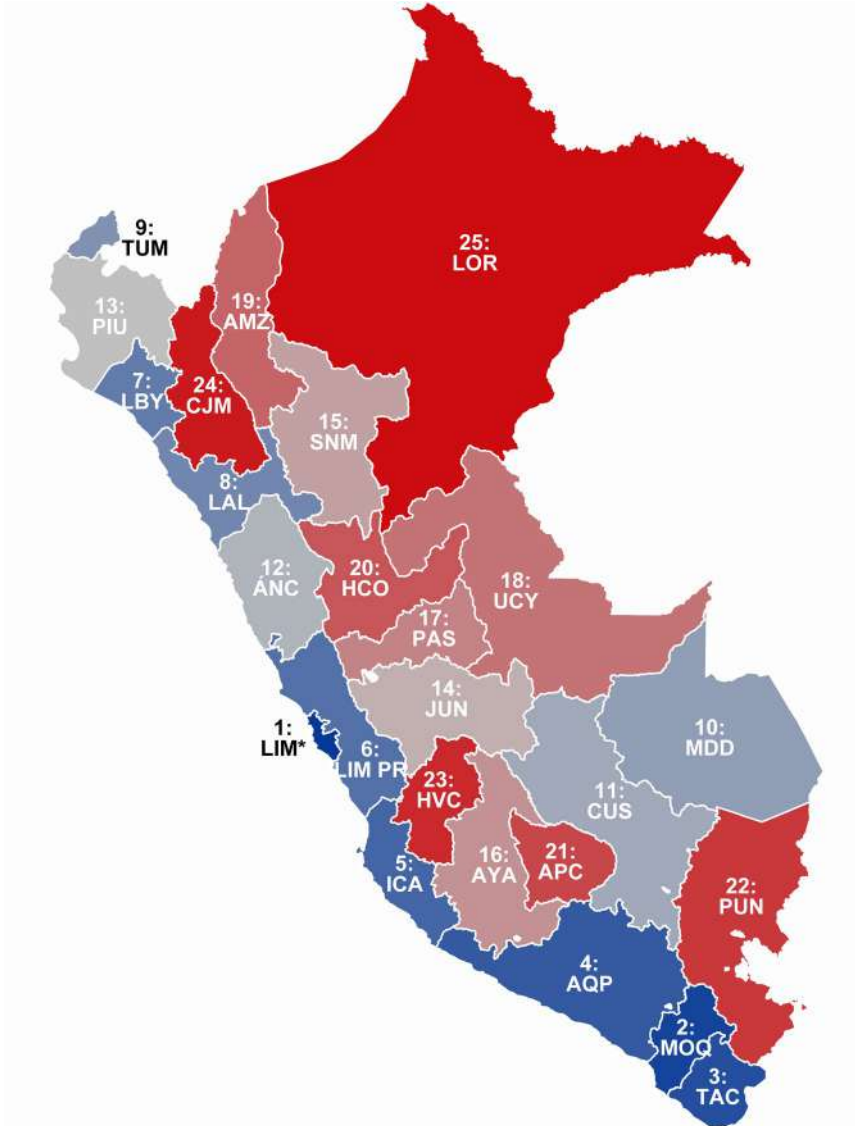 9:
TUM
25:
LOR
13:
PIU
19:
AMZ
7:
LBY
24:
CJM
15:
SNM
8:
LAL
12:
ÁNC
20:
HCO
18:
UCY
17:
PAS
14:
JUN
1:
LIM*
6:
LIM PR
10:
MDD
23:
HVC
11:
CUS
5:
ICA
16:
AYA
21:
APC
22:
PUN
4:
AQP
2:
MOQ
3:
TAC